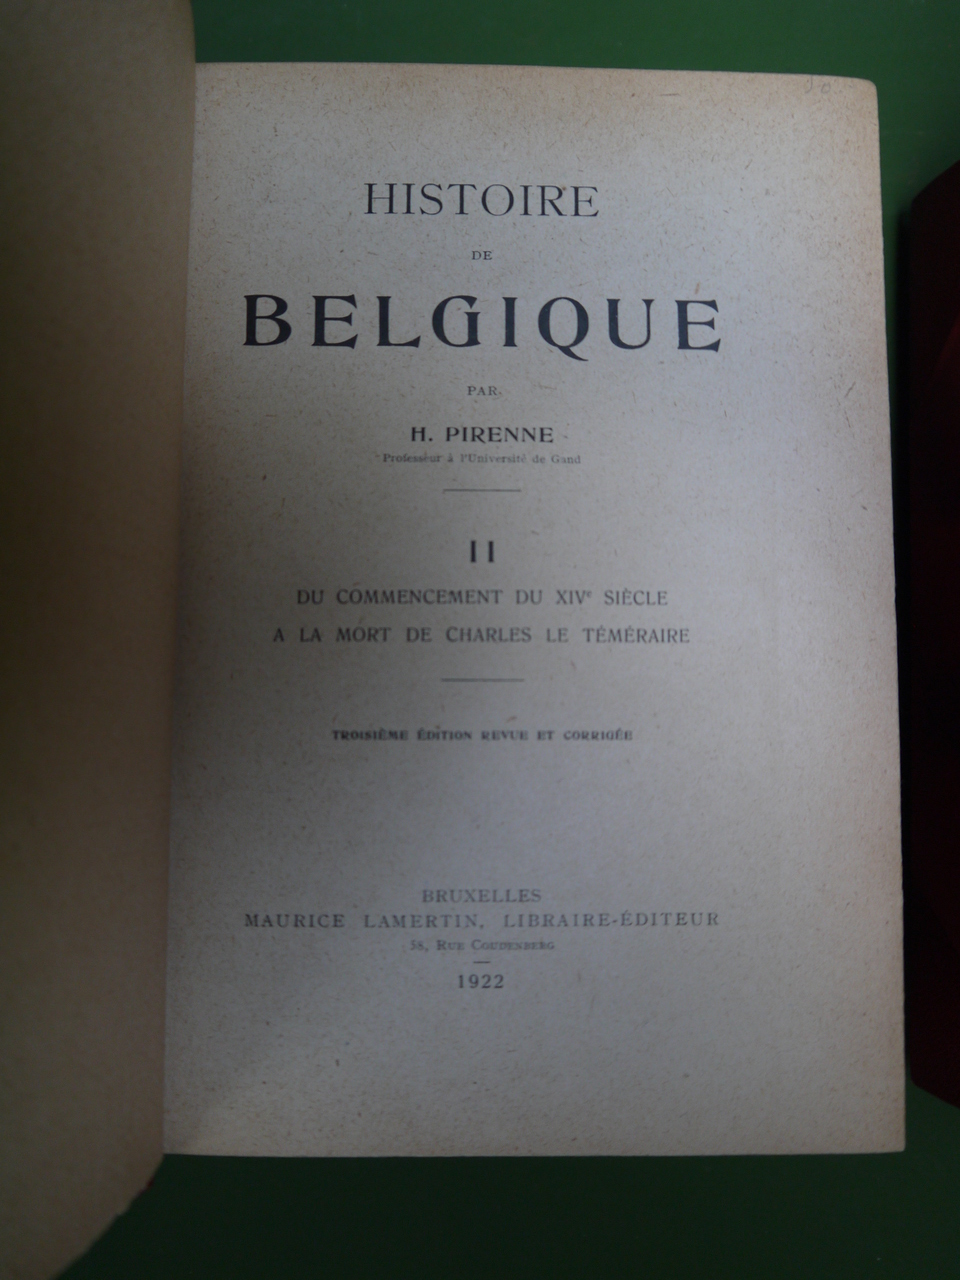 HISTOIRE
DE
BELGIQUE
PAR
H. PIRENNE
Professeur à l'Université de Gand
II
DU COMMENCEMENT DU XIVe SIÈCLE
A LA MORT DE CHARLES LE TÉMÉRAIRE
TROISIÈME ÉDITION REVUE ET CORRIGÉE
BRUXELLES
MAURICE LAMERTIN, LIBRAIRE-ÉDITEUR
58, RUE COUDENBERG
1922